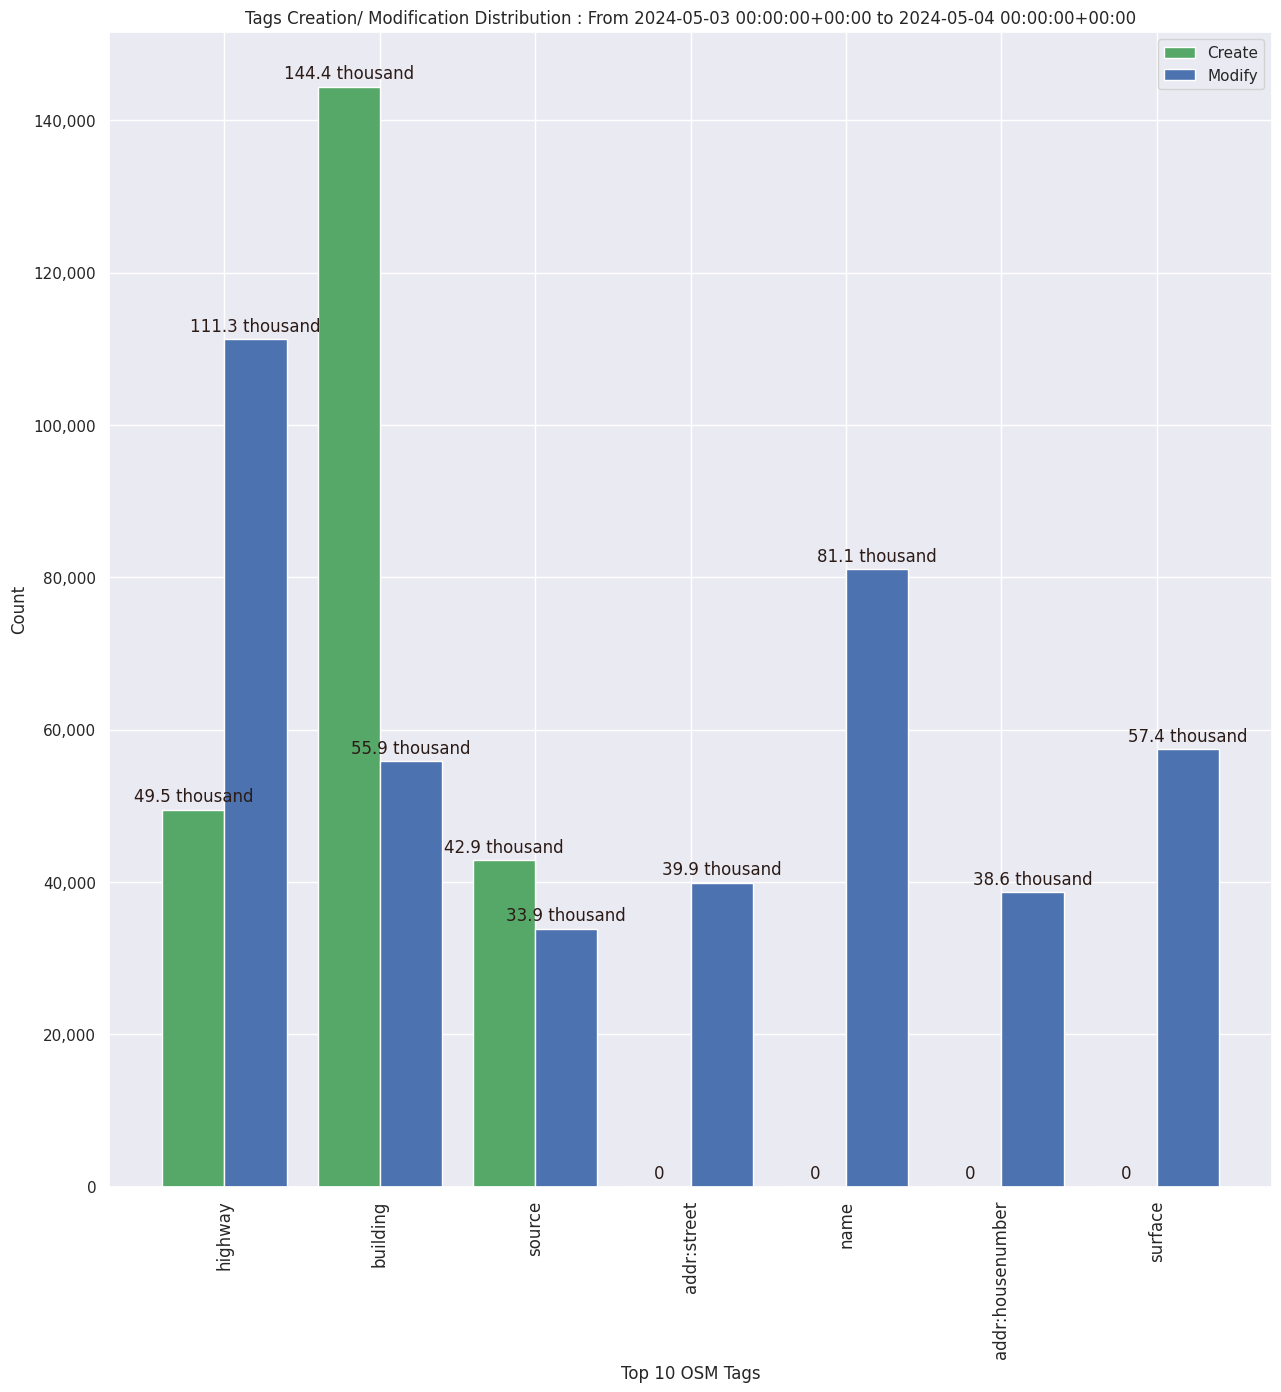 Tags Creation/ Modification Distribution : From 2024-05-03 00:00:00+00:00 to 2024-05-04 00:00:00+00:00
Create
Modify
144.4 thousand
140,000
120,000
111.3 thousand
100,000
81.1 thousand
80,000
Count
60,000
57.4 thousand
55.9 thousand
49.5 thousand
42.9 thousand
40,000
39.9 thousand
38.6 thousand
33.9 thousand
20,000
0
0
0
0
0
highway
building
source
addr:street
name
addr:housenumber
surface
Top 10 OSM Tags